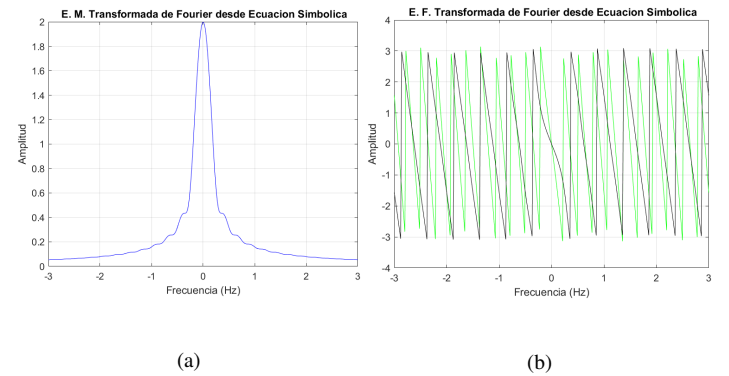 E. M. Transformada de Fourier desde Ecuacion Simbolica
2
1.8
1.6
1.4
1.2
1
0.8
0.6
0.4
0.2
0
Amplitud
-3 -2 -1 0 1 2 3
Frecuencia (Hz)
(a)
E. F. Transformada de Fourier desde Ecuacion Simbolica
4
3
2
1
0
-1
-2
-3
-4
Amplitud
-3 -2 -1 0 1 2 3
Frecuencia (Hz)
(b)